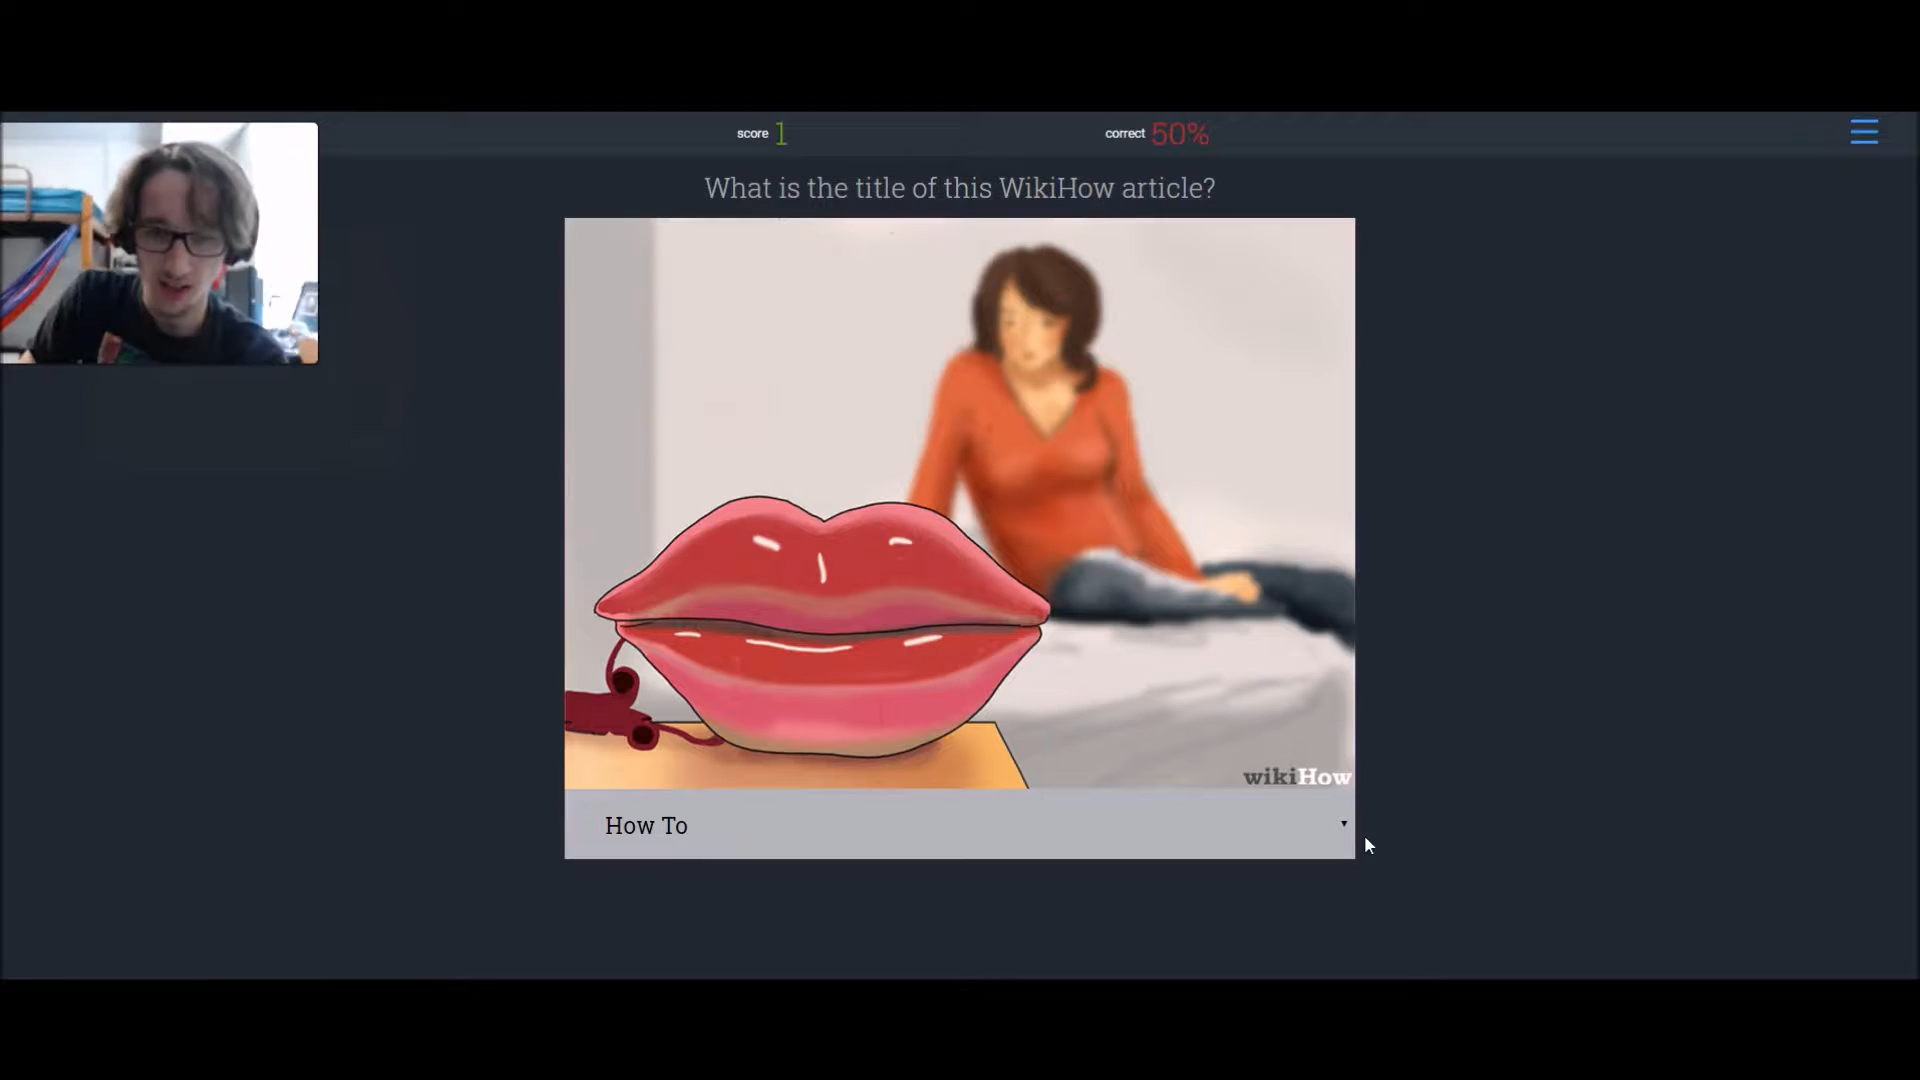 score 1
correct 50%
What is the title of this WikiHow article?
wikiHow
How To